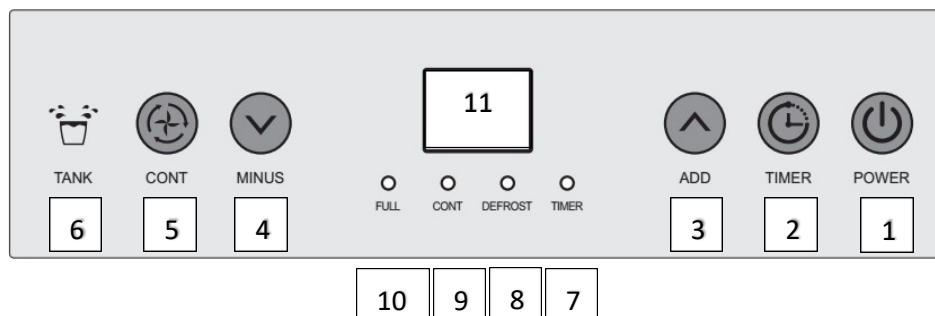 11
TANK CONT MINUS ADD TIMER POWER
FULL CONT DEFROST TIMER
6 5 4 3 2 1
10 9 8 7